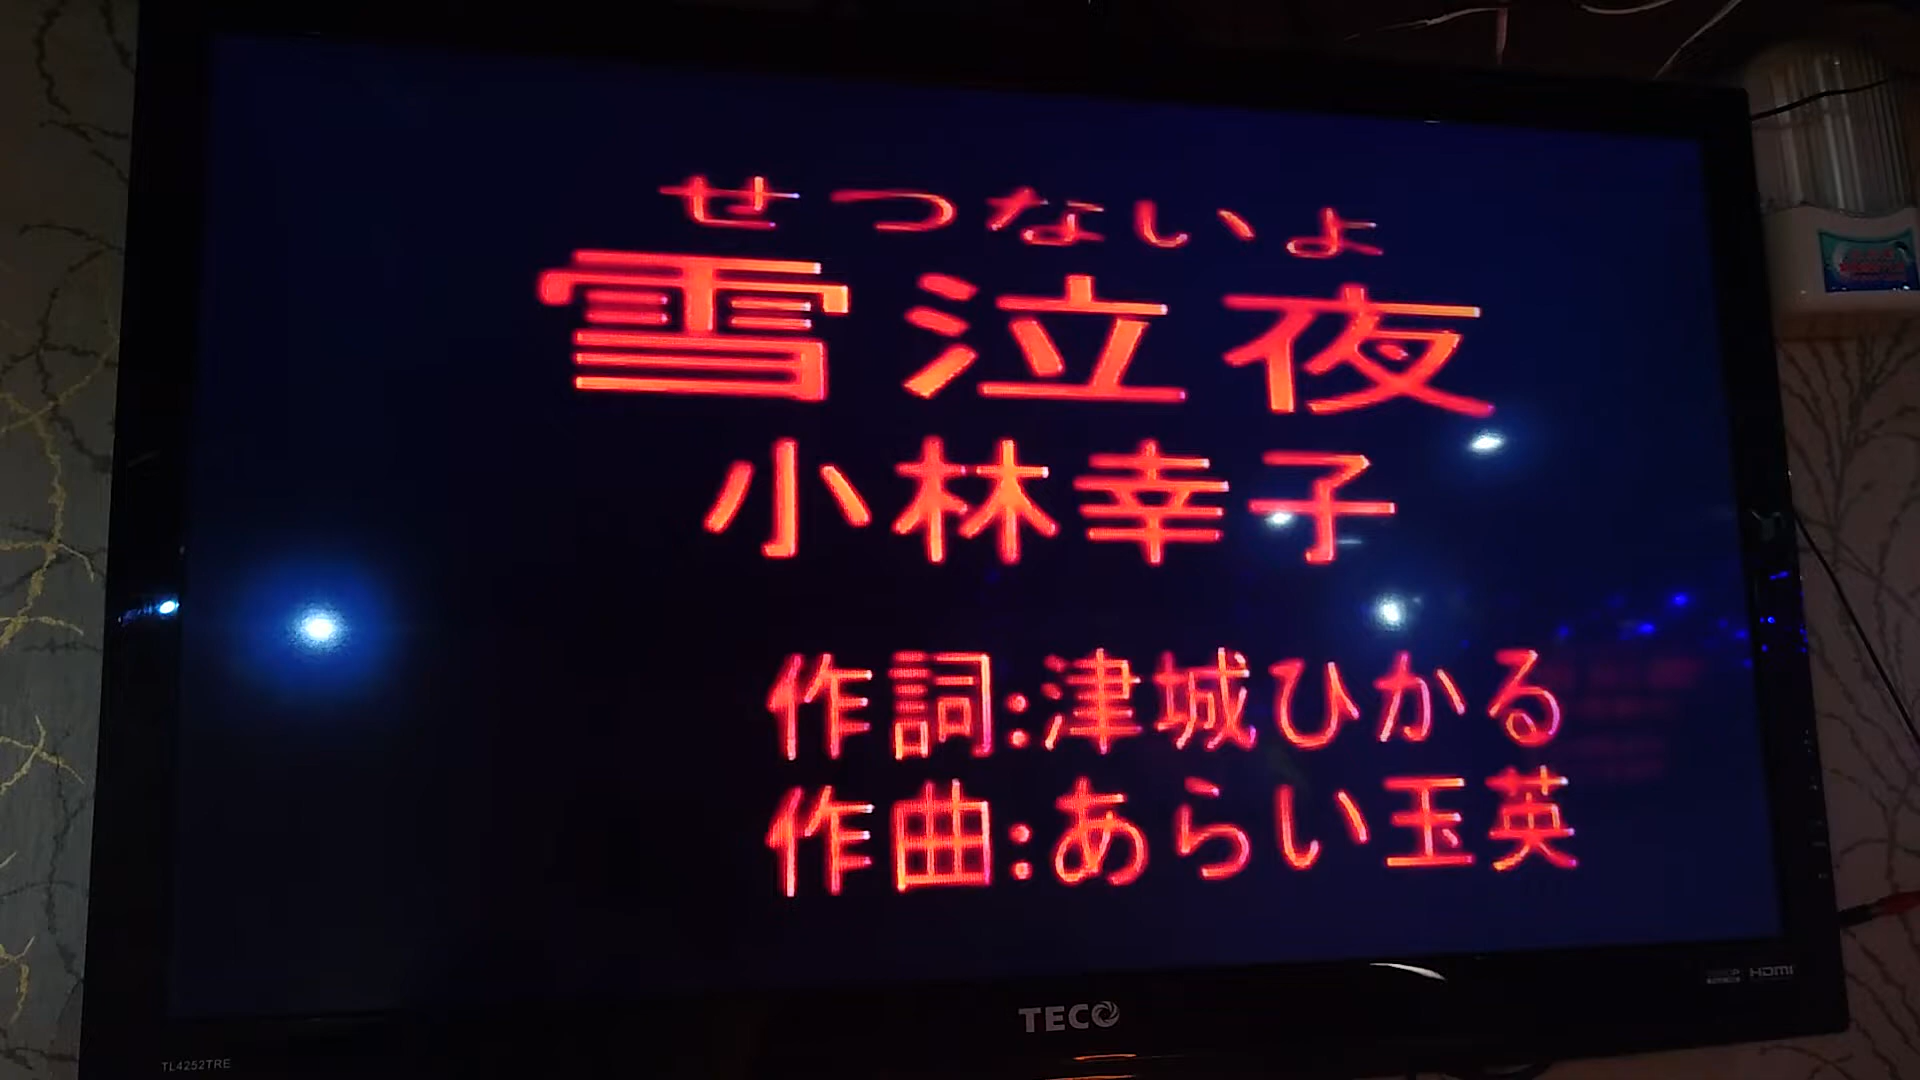 せつないよ
雪泣夜
小林幸子
作詞:津城ひかる
作曲:あらい玉英
TECO
HDMI
TL4252TRE